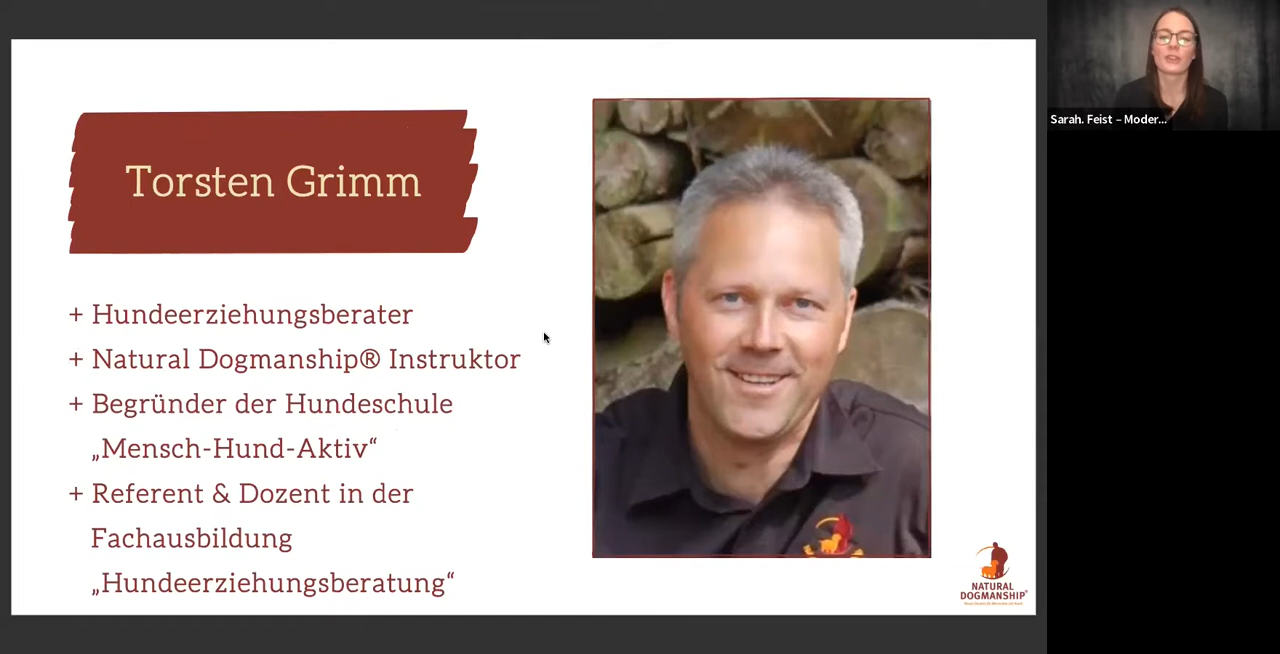 Torsten Grimm
+ Hundeerziehungsberater
+ Natural Dogmanship® Instruktor
+ Begründer der Hundeschule
„Mensch-Hund-Aktiv“
+ Referent & Dozent in der
Fachausbildung
„Hundeerziehungsberatung“
NATURAL
DOGMANSHIP®
Sarah. Feist – Moder...